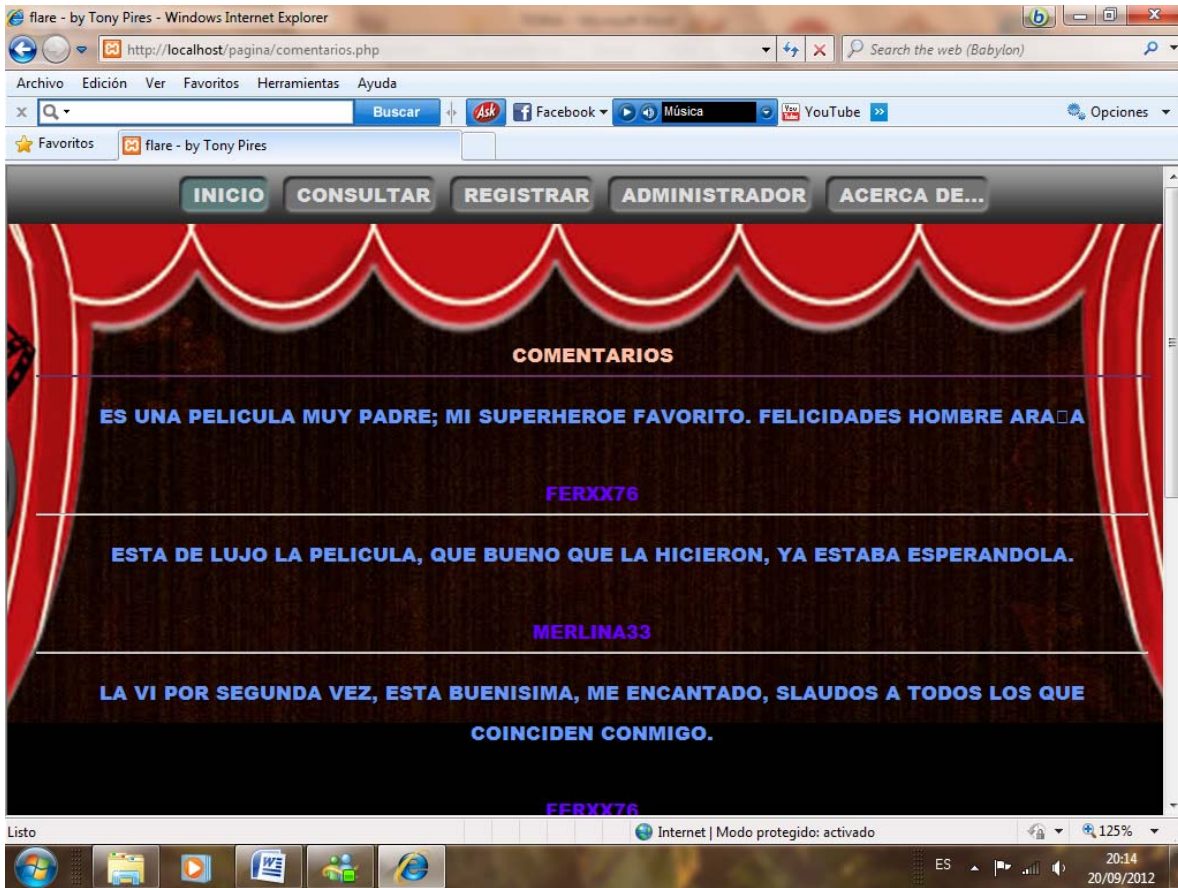 flare - by Tony Pires - Windows Internet Explorer
http://localhost/pagina/comentarios.php
Search the web (Babylon)
Archivo Edición Ver Favoritos Herramientas Ayuda
x Buscar Ask Facebook Música You Tube YouTube Opciones
Favoritos flare - by Tony Pires
INICIO CONSULTAR REGISTRAR ADMINISTRADOR ACERCA DE...
COMENTARIOS
ES UNA PELICULA MUY PADRE; MI SUPERHEROE FAVORITO. FELICIDADES HOMBRE ARA□A
FERXX76
ESTA DE LUJO LA PELICULA, QUE BUENO QUE LA HICIERON, YA ESTABA ESPERANDOLA.
MERLINA33
LA VI POR SEGUNDA VEZ, ESTA BUENISIMA, ME ENCANTADO, SLAUDOS A TODOS LOS QUE
COINCIDEN CONMIGO.
FERXX76
Listo Internet | Modo protegido: activado 125%
ES 20:14
20/09/2012